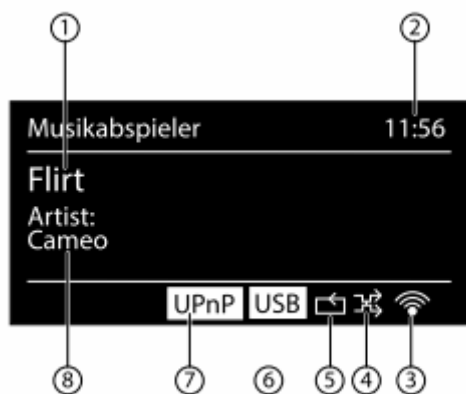 ① ②
Musikabspieler 11:56
Flirt
Artist:
Cameo
UPnP USB
⑧ ⑦ ⑥ ⑤ ④ ③